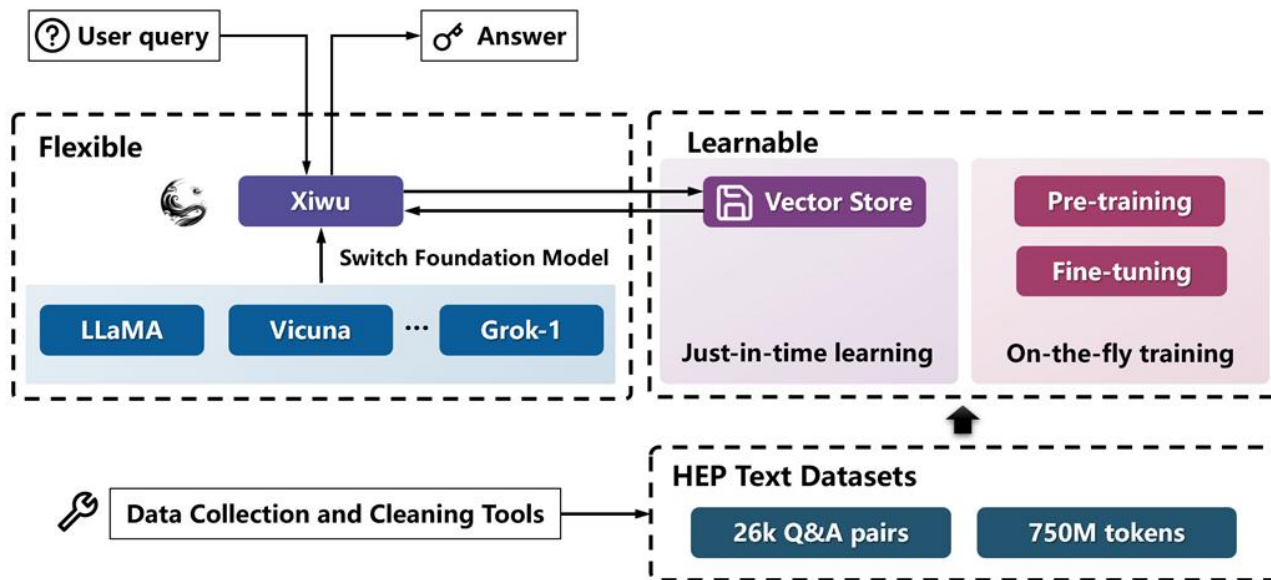 User query
Answer
Flexible
Learnable
Xiwu
Vector Store
Pre-training
Fine-tuning
Switch Foundation Model
LLaMA
Vicuna
...
Grok-1
Just-in-time learning
On-the-fly training
HEP Text Datasets
Data Collection and Cleaning Tools
26k Q&A pairs
750M tokens